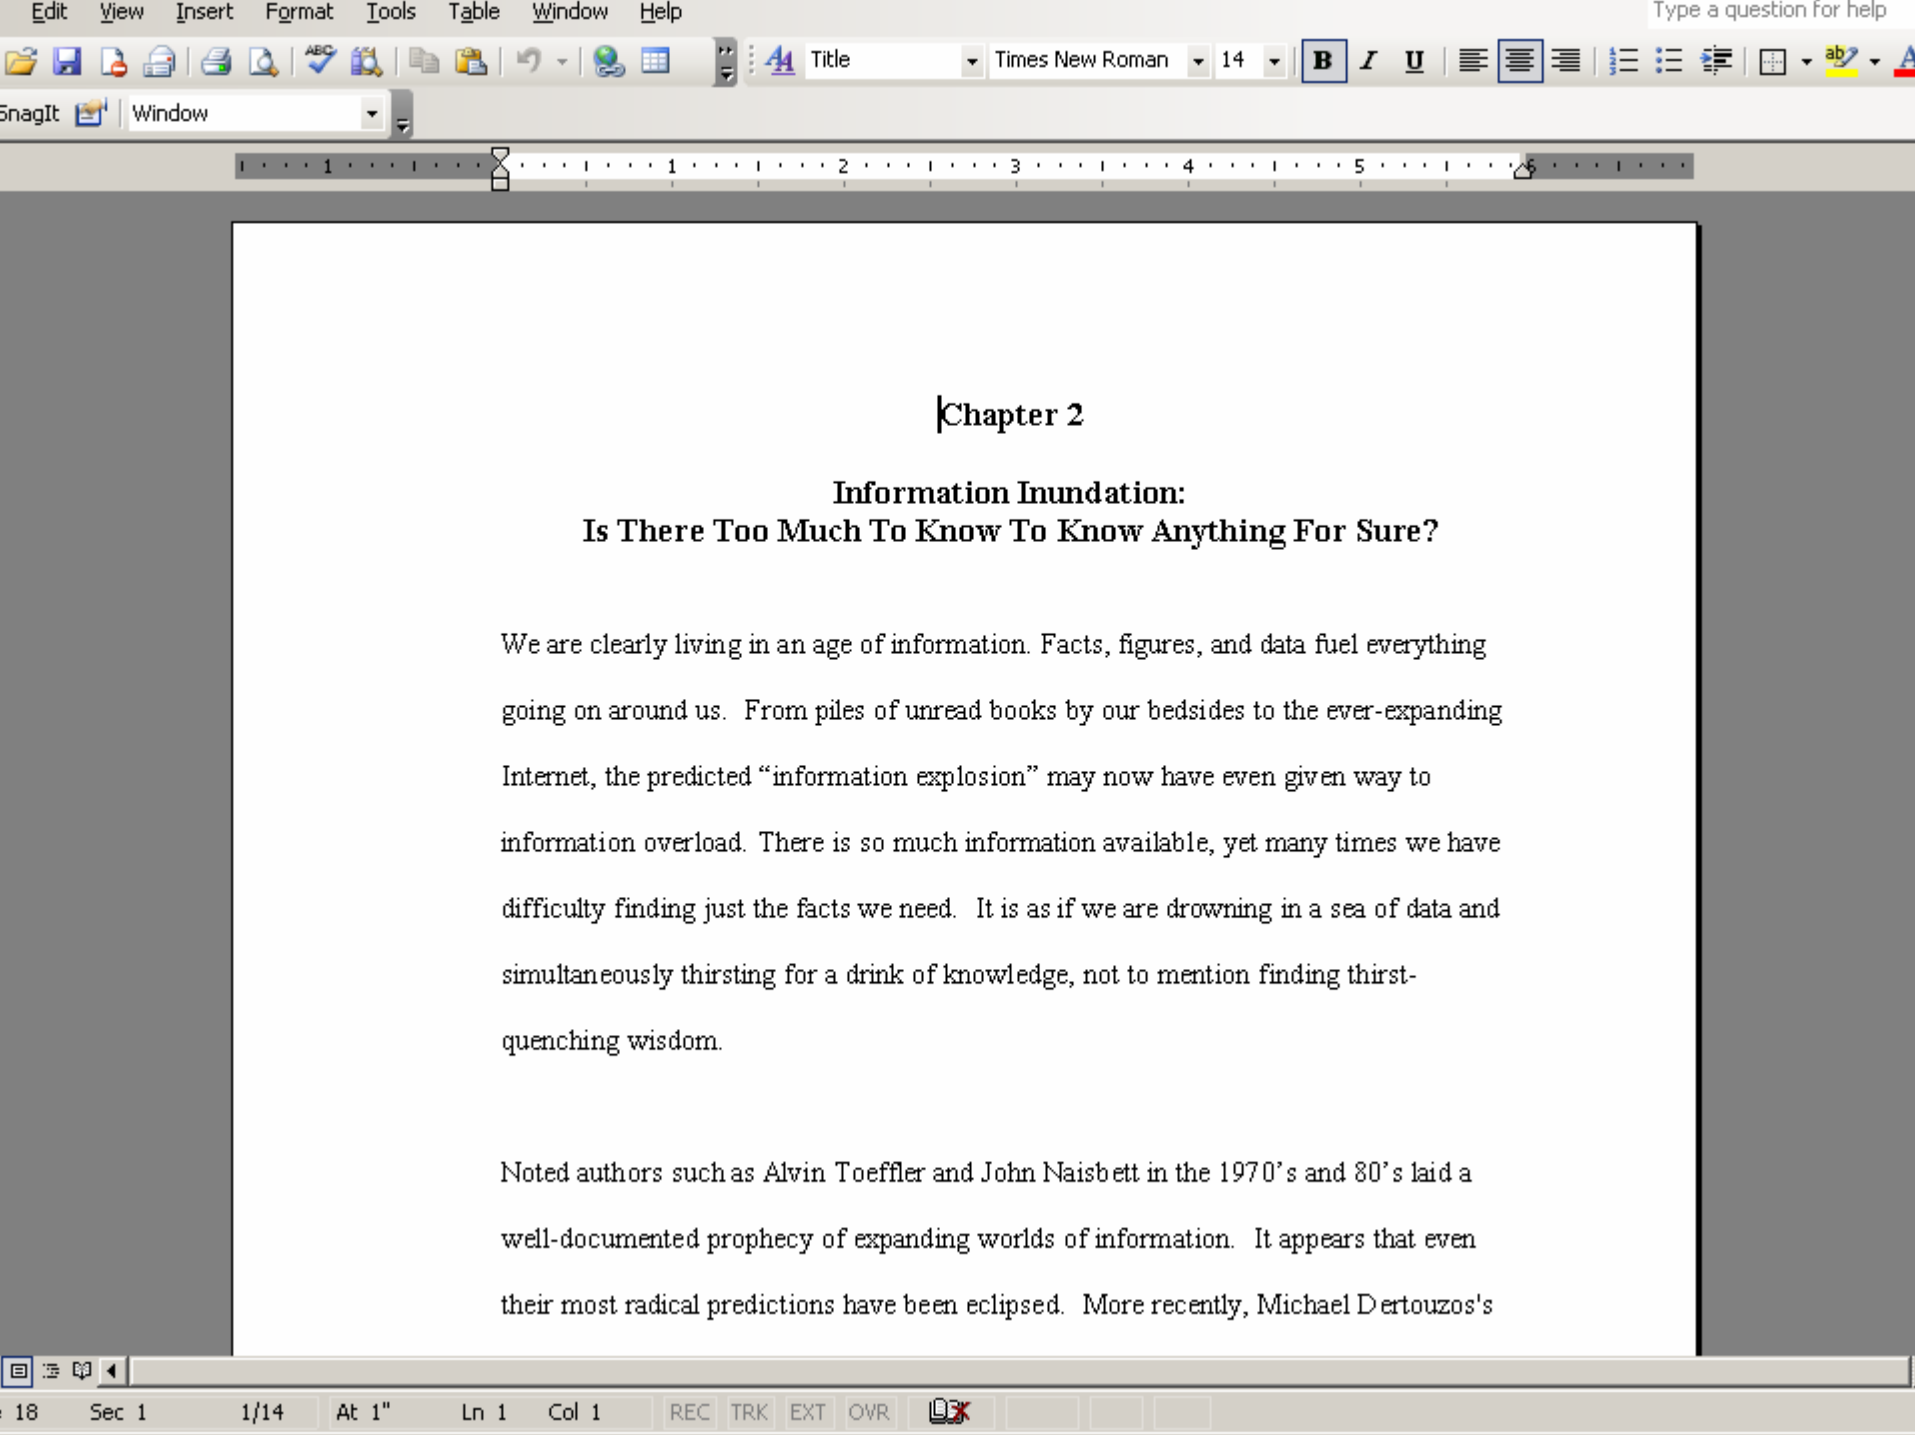 Edit View Insert Format Tools Table Window Help Type a question for help
ABC Title Times New Roman 14 B I U ab A
SnagIt Window
1 1 2 3 4 5 6
Chapter 2
Information Inundation:
Is There Too Much To Know To Know Anything For Sure?
We are clearly living in an age of information. Facts, figures, and data fuel everything
going on around us. From piles of unread books by our bedsides to the ever-expanding
Internet, the predicted “information explosion” may now have even given way to
information overload. There is so much information available, yet many times we have
difficulty finding just the facts we need. It is as if we are drowning in a sea of data and
simultaneously thirsting for a drink of knowledge, not to mention finding thirst-
quenching wisdom.
Noted authors such as Alvin Toeffler and John Naisbett in the 1970’s and 80’s laid a
well-documented prophecy of expanding worlds of information. It appears that even
their most radical predictions have been eclipsed. More recently, Michael Dertouzos's
18 Sec 1 1/14 At 1" Ln 1 Col 1 REC TRK EXT OVR